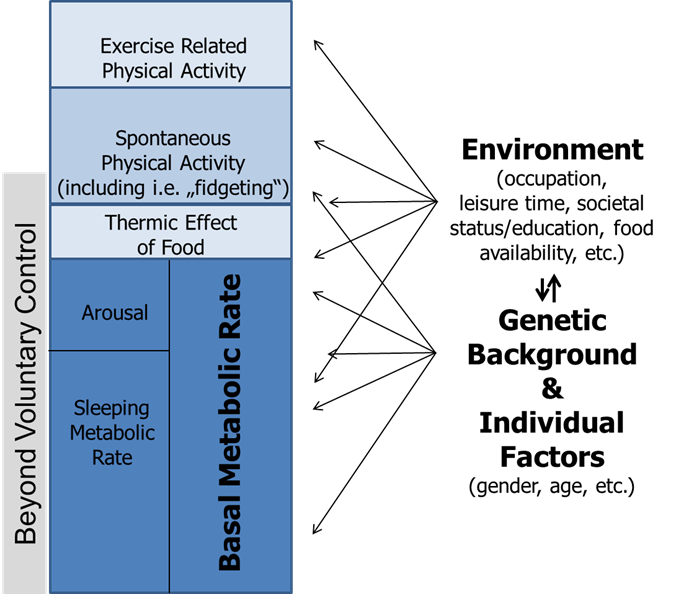 Exercise Related
Physical Activity
Spontaneous
Physical Activity
(including i.e. „fidgeting“)
Thermic Effect
of Food
Arousal
Sleeping
Metabolic
Rate
Basal Metabolic Rate
Beyond Voluntary Control
Environment
(occupation,
leisure time, societal
status/education, food
availability, etc.)
Genetic
Background
&
Individual
Factors
(gender, age, etc.)